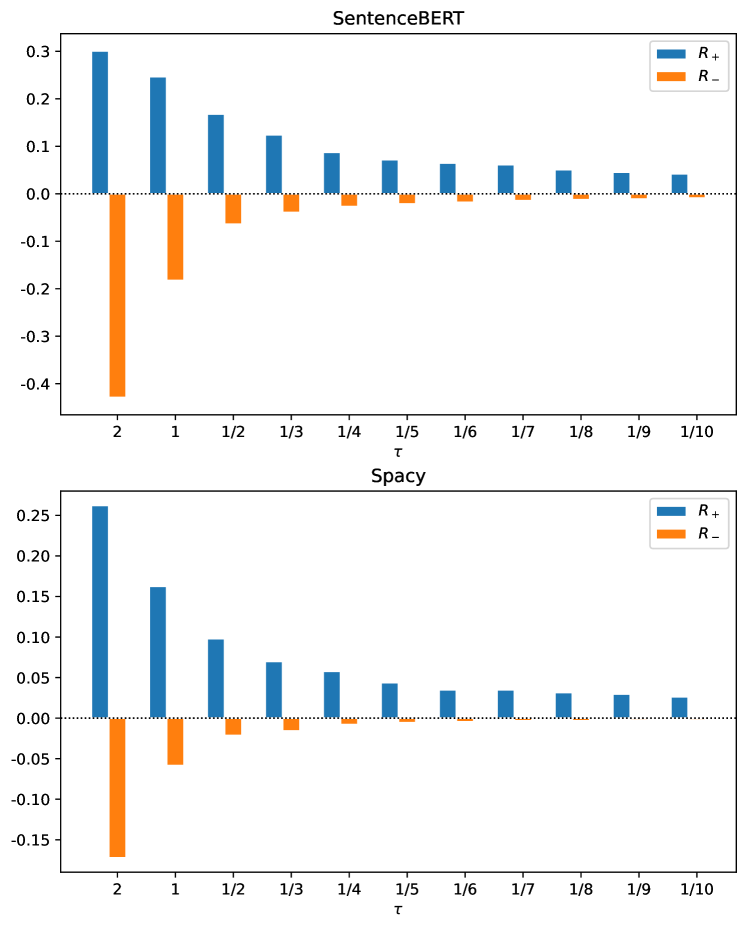 SentenceBERT
R+
R−
0.3
0.2
0.1
0.0
-0.1
-0.2
-0.3
-0.4
2 1 1/2 1/3 1/4 1/5 1/6 1/7 1/8 1/9 1/10
τ
Spacy
R+
R−
0.25
0.20
0.15
0.10
0.05
0.00
-0.05
-0.10
-0.15
2 1 1/2 1/3 1/4 1/5 1/6 1/7 1/8 1/9 1/10
τ